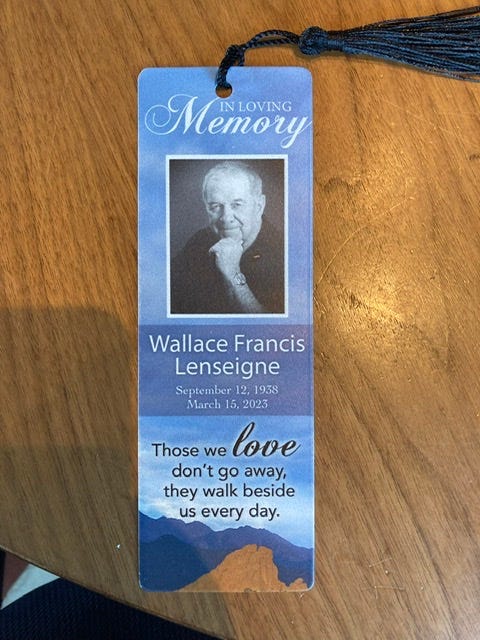 IN LOVING
Memory
Wallace Francis
Lenseigne
September 12, 1938
March 15, 2023
Those we love
don't go away,
they walk beside
us every day.